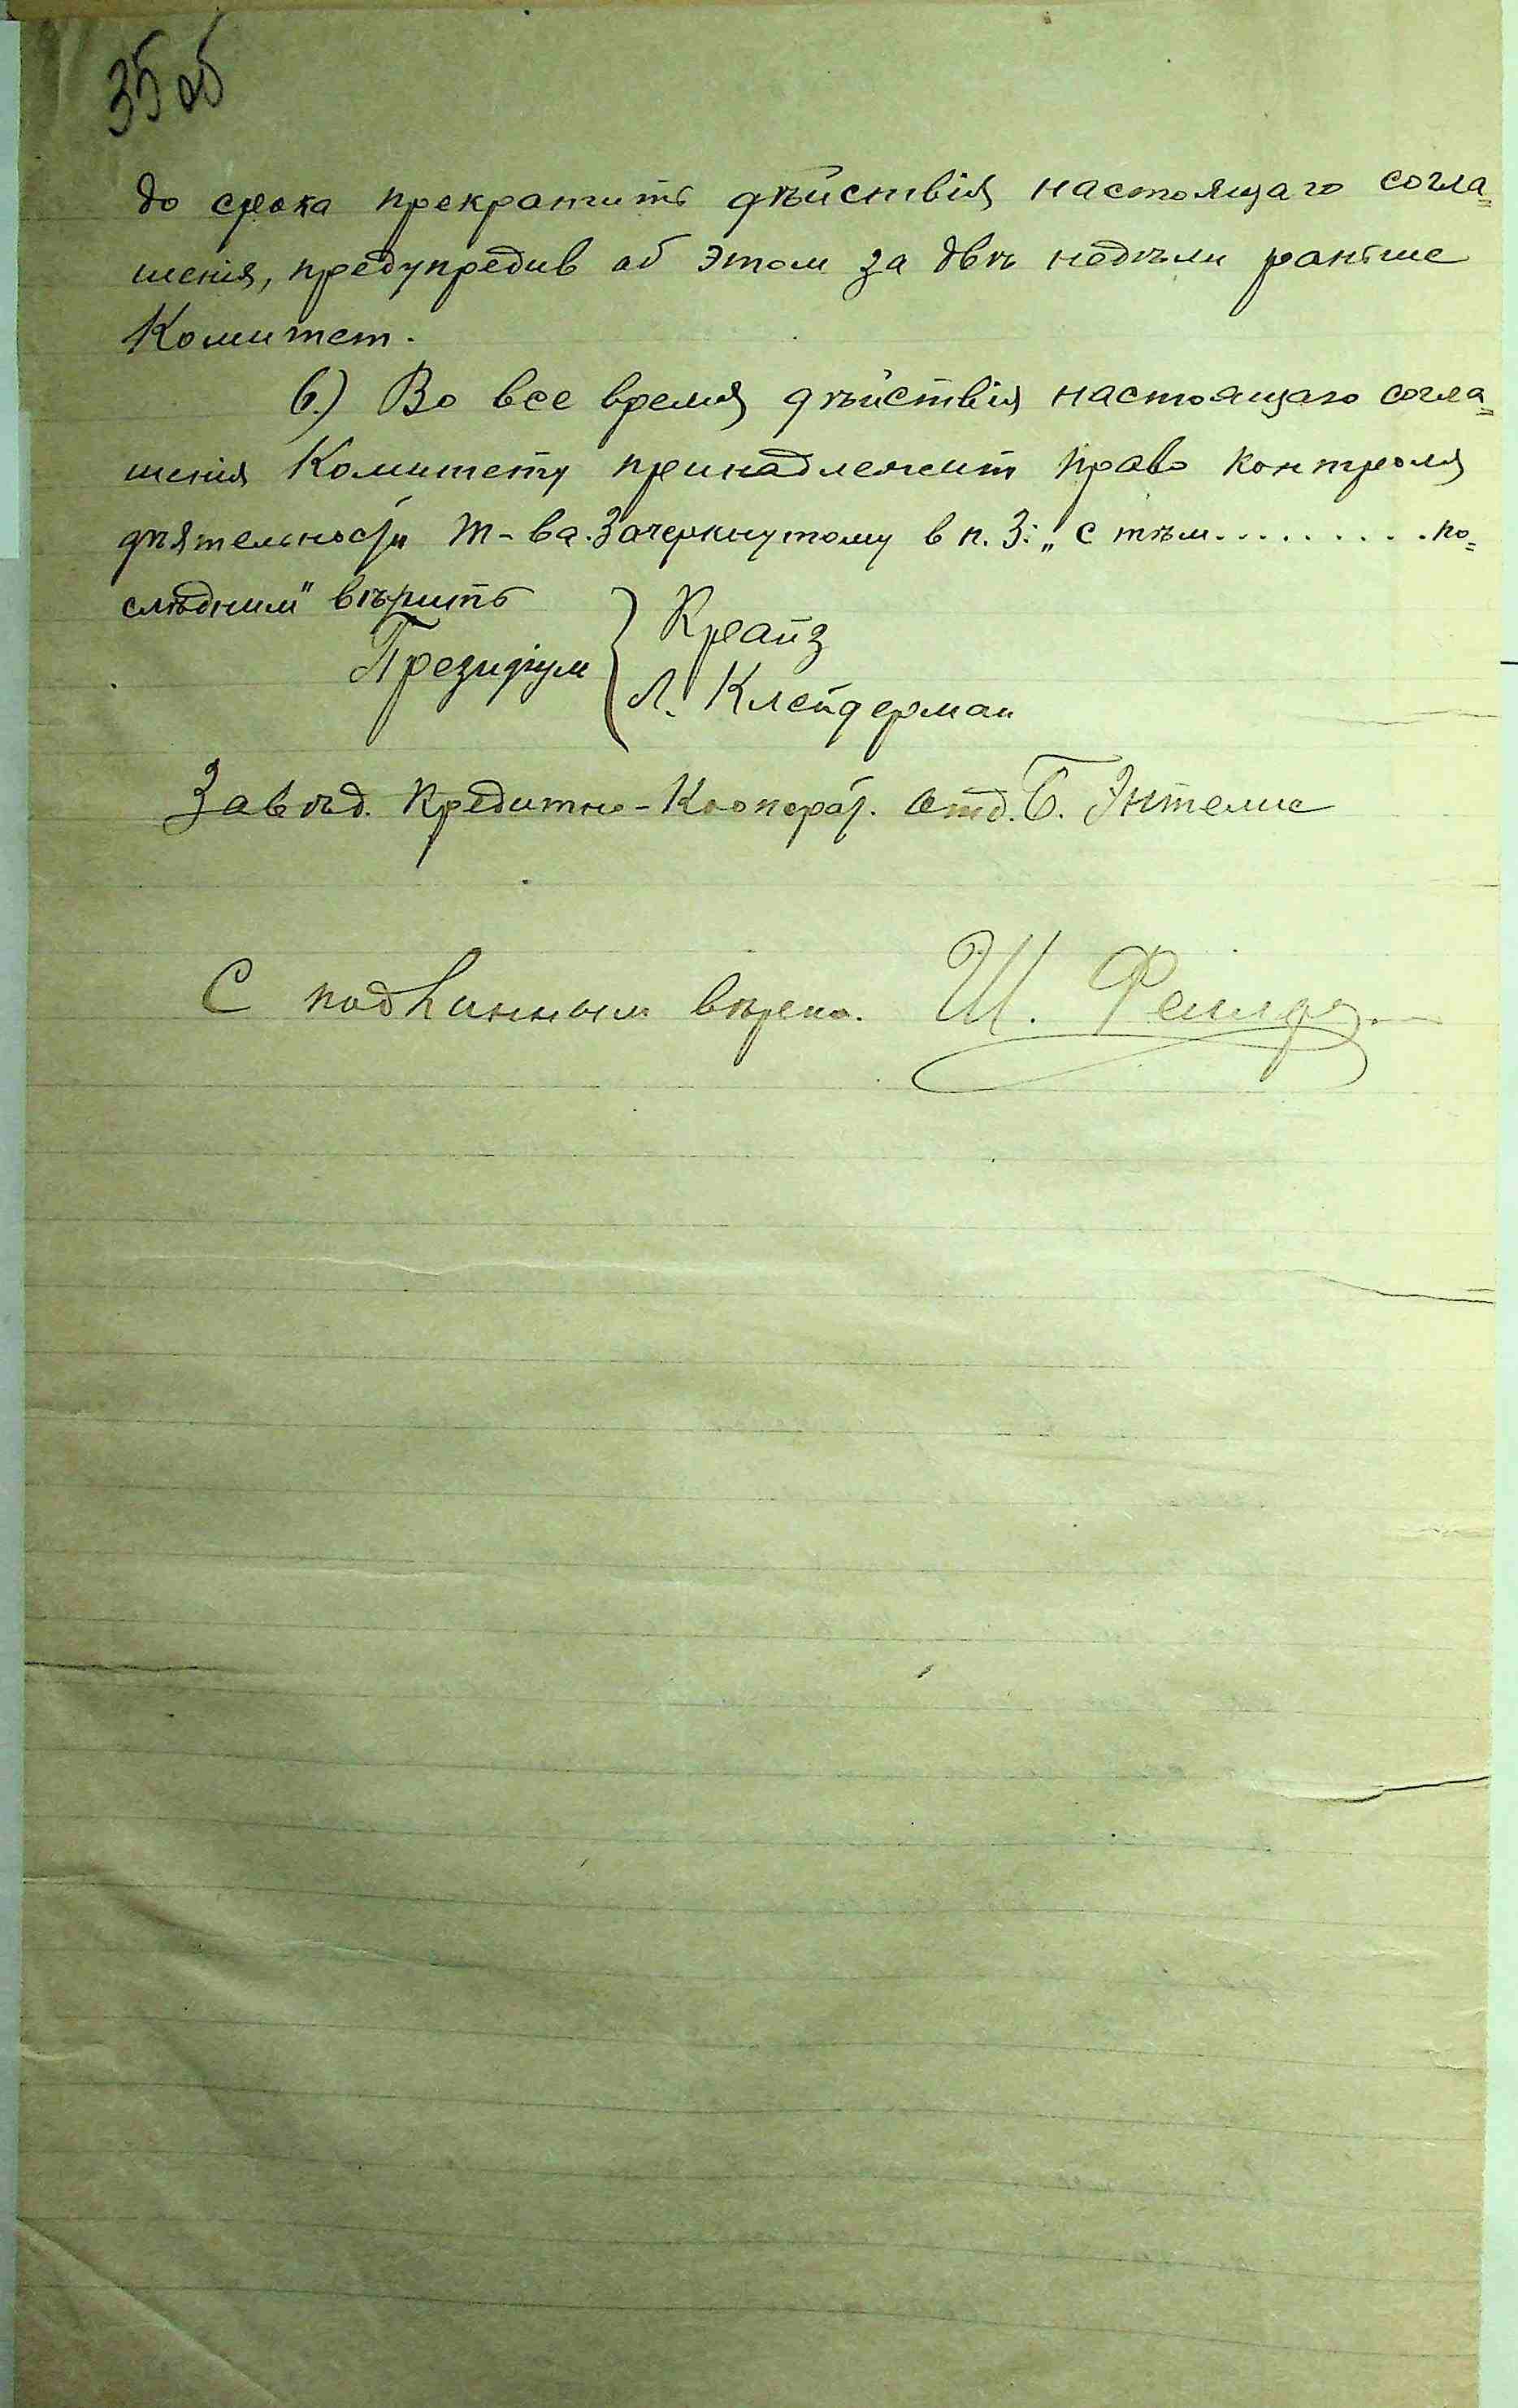 35 об
до срока прекратить дѣйствія настоящаго согла=
шенія, предупредив об этом за двѣ недѣли раньше
Комитет.
6.) Во все время дѣйствія настоящаго согла=
шенія Комитету принадлежит право контроля
дѣятельности Т-ва. Зачеркнутому в п. 3: „с тѣм.......... по=
слѣдним" вѣрить
Президіум { Крайз
Л. Клейдерман
Завѣд. Кредитно-Коопер. Отд. Б. Энтелис
С подлинным вѣрно. Ш.